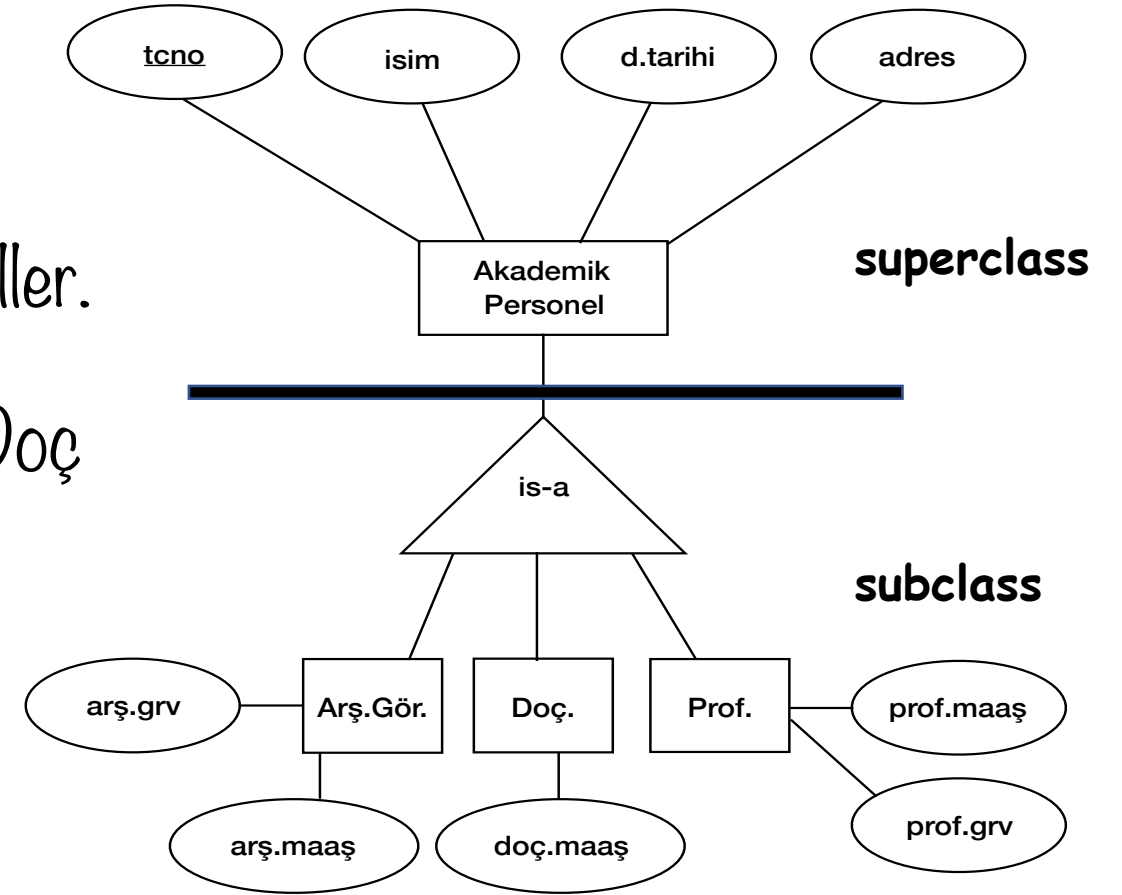 tcno
isim
d.tarihi
adres
Akademik
Personel
superclass
is-a
subclass
arş.grv
Arş.Gör.
Doç.
Prof.
prof.maaş
arş.maaş
doç.maaş
prof.grv
ller.
Doç